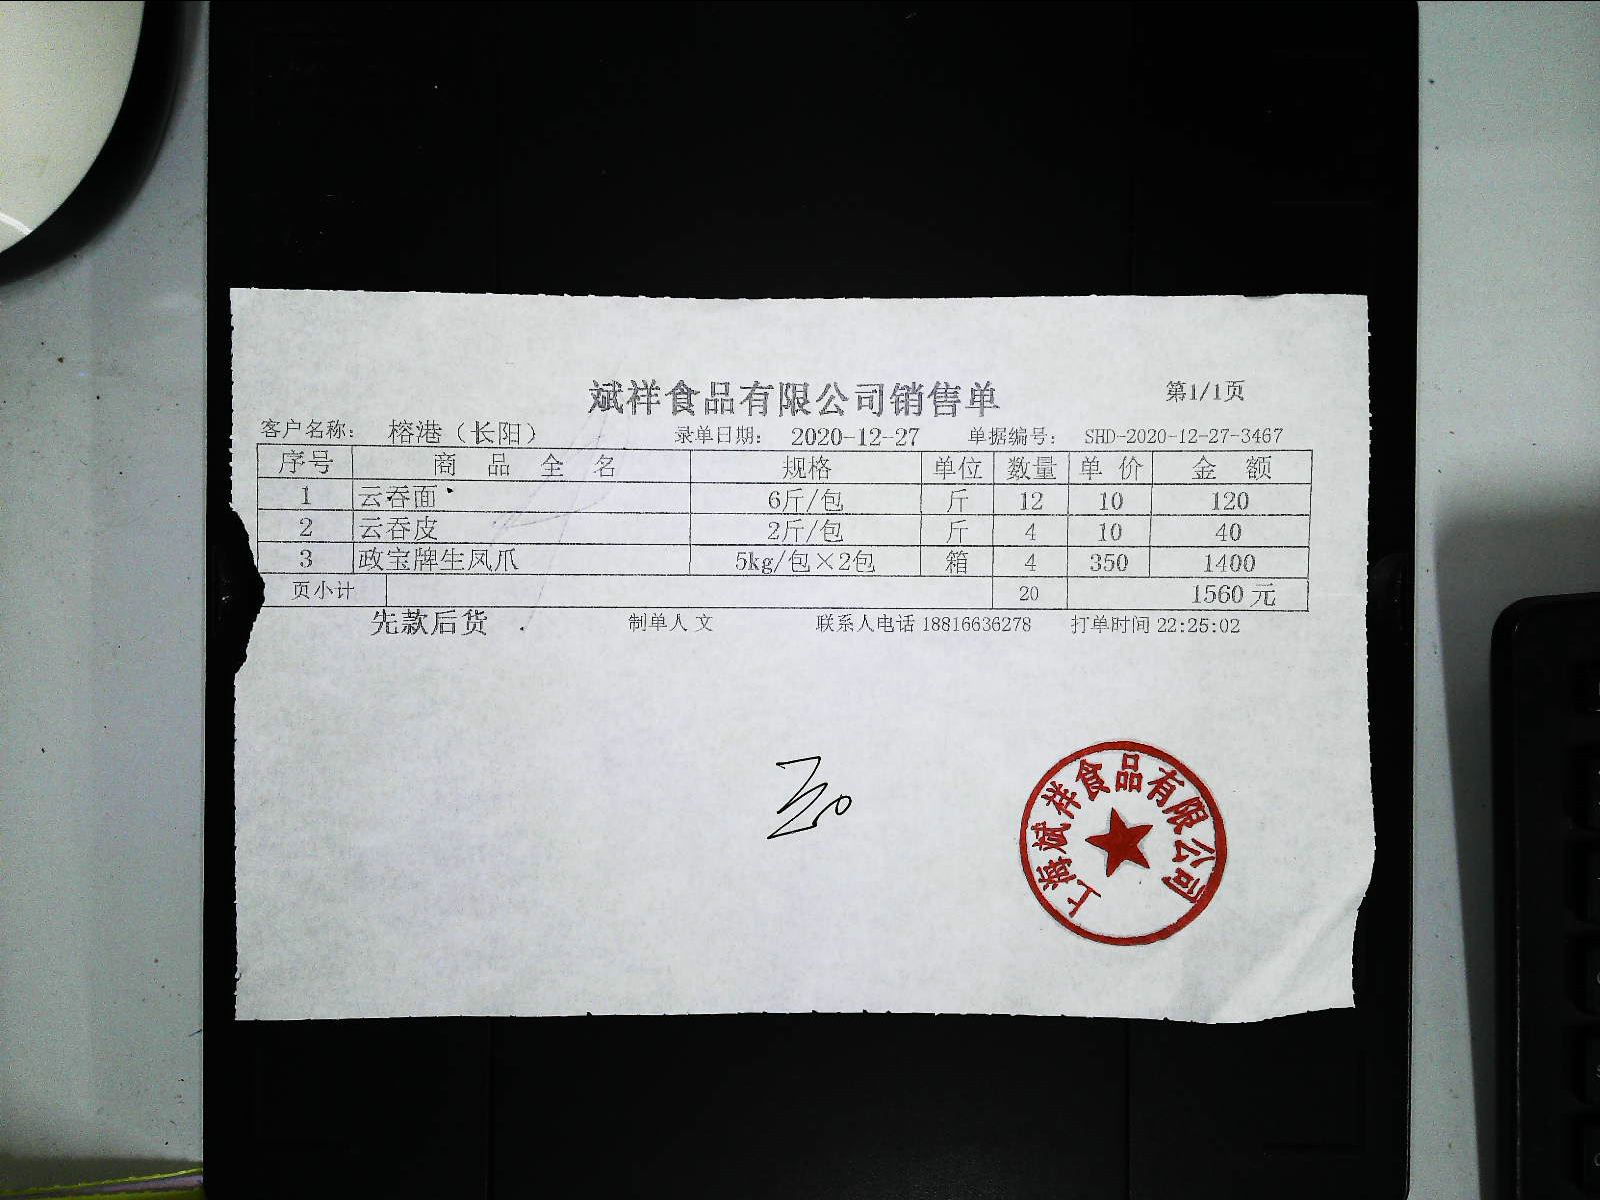 斌祥食品有限公司销售单 第1/1页
客户名称： 榕港（长阳） 录单日期： 2020-12-27 单据编号： SHD-2020-12-27-3467
序号 商品全名 规格 单位 数量 单价 金额
1 云吞面 6斤/包 斤 12 10 120
2 云吞皮 2斤/包 斤 4 10 40
3 政宝牌生凤爪 5kg/包×2包 箱 4 350 1400
页小计 20 1560元
先款后货 制单人 文 联系人电话 18816636278 打单时间 22:25:02
上海斌祥食品有限公司